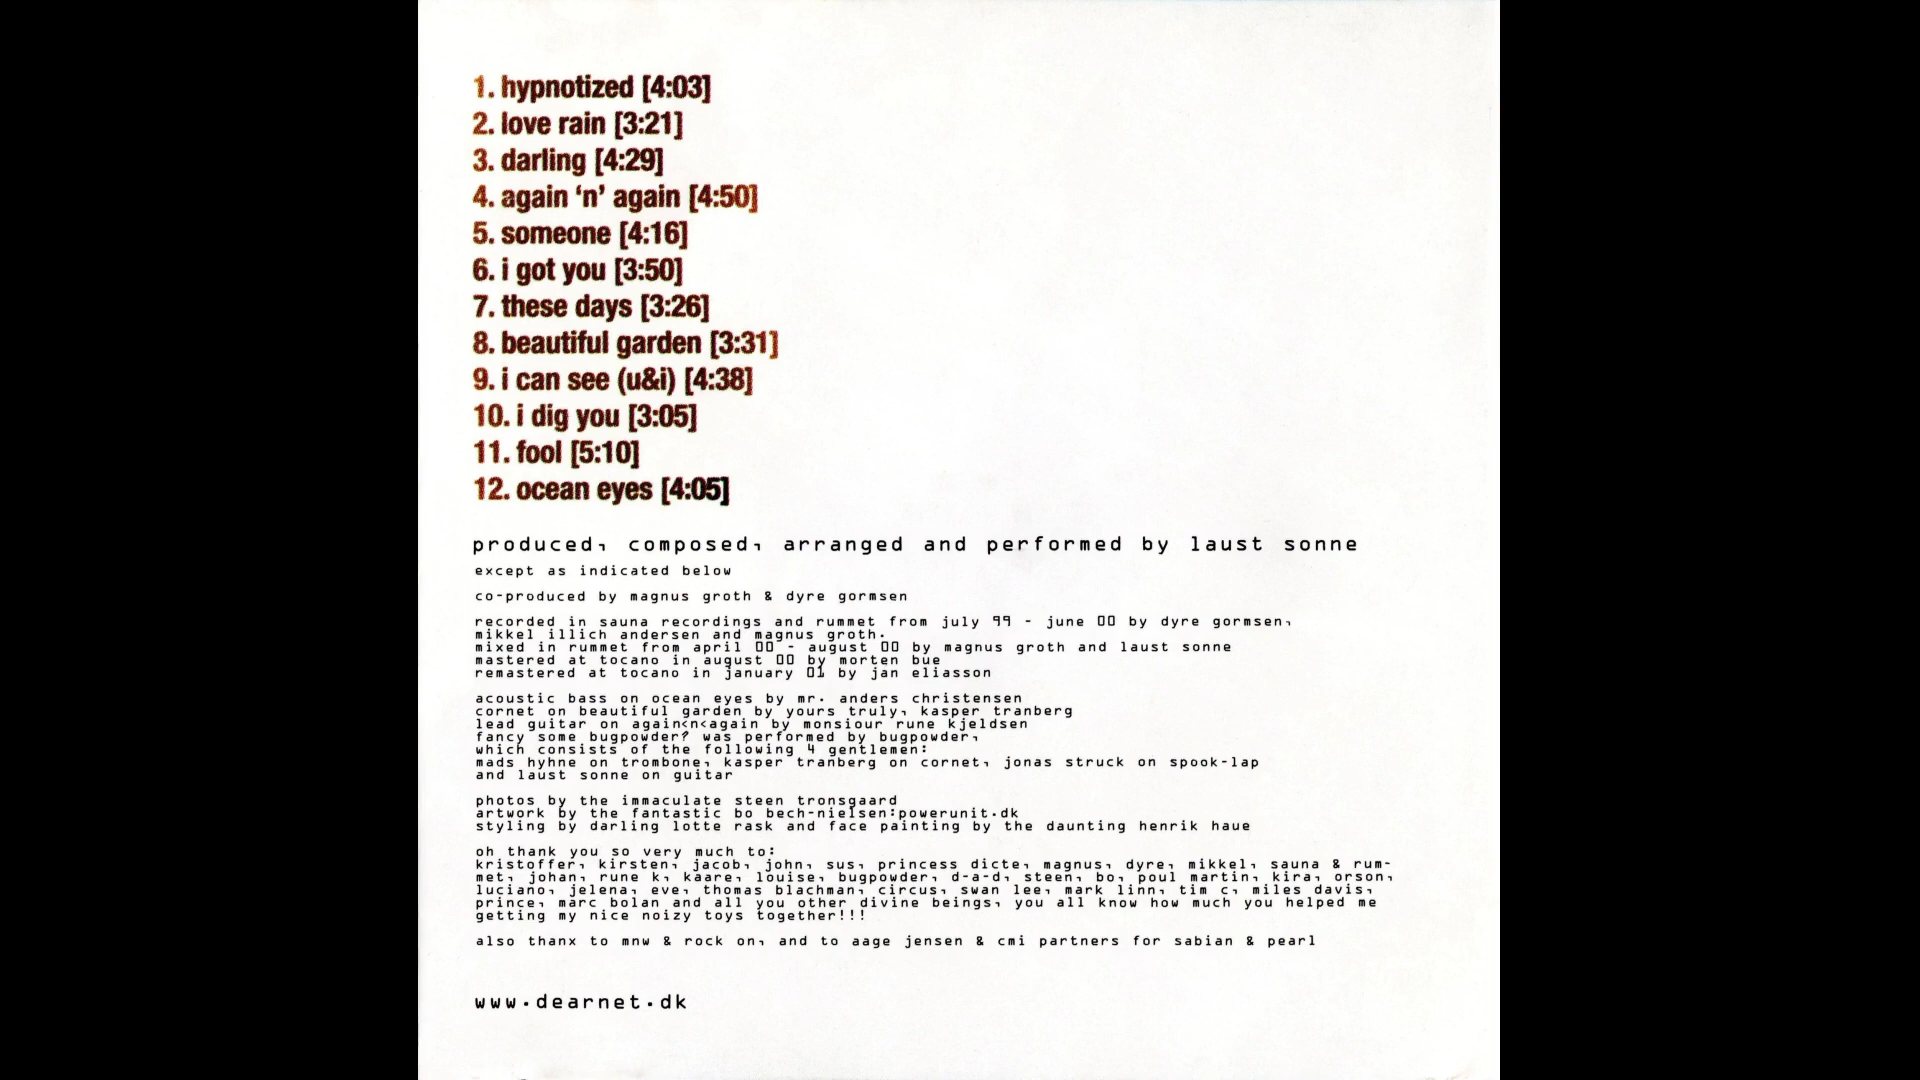 1. hypnotized [4:03]
2. love rain [3:21]
3. darling [4:29]
4. again ‘n’ again [4:50]
5. someone [4:16]
6. i got you [3:50]
7. these days [3:26]
8. beautiful garden [3:31]
9. i can see (u&i) [4:38]
10. i dig you [3:05]
11. fool [5:10]
12. ocean eyes [4:05]
produced, composed, arranged and performed by laust sonne
except as indicated below
co-produced by magnus groth & dyre gormsen
recorded in sauna recordings and rummet from july 99 - june 00 by dyre gormsen,
mikkel illich andersen and magnus groth.
mixed in rummet from april 00 - august 00 by magnus groth and laust sonne
mastered at tocano in august 00 by morten bue
remastered at tocano in january 01 by jan eliasson
acoustic bass on ocean eyes by mr. anders christensen
cornet on beautiful garden by yours truly, kasper tranberg
lead guitar on again<n<again by monsiour rune kjeldsen
fancy some bugpowder? was performed by bugpowder,
which consists of the following 4 gentlemen:
mads hyhne on trombone, kasper tranberg on cornet, jonas struck on spook-lap
and laust sonne on guitar
photos by the immaculate steen tronsgaard
artwork by the fantastic bo bech-nielsen:powerunit.dk
styling by darling lotte rask and face painting by the daunting henrik haue
oh thank you so very much to:
kristoffer, kirsten, jacob, john, sus, princess dicte, magnus, dyre, mikkel, sauna & rum-
met, johan, rune k, kaare, louise, bugpowder, d-a-d, steen, bo, poul martin, kira, orson,
luciano, jelena, eve, thomas blachman, circus, swan lee, mark linn, tim c, miles davis,
prince, marc bolan and all you other divine beings, you all know how much you helped me
getting my nice noizy toys together!!!
also thanx to mnw & rock on, and to aage jensen & cmi partners for sabian & pearl
www.dearnet.dk